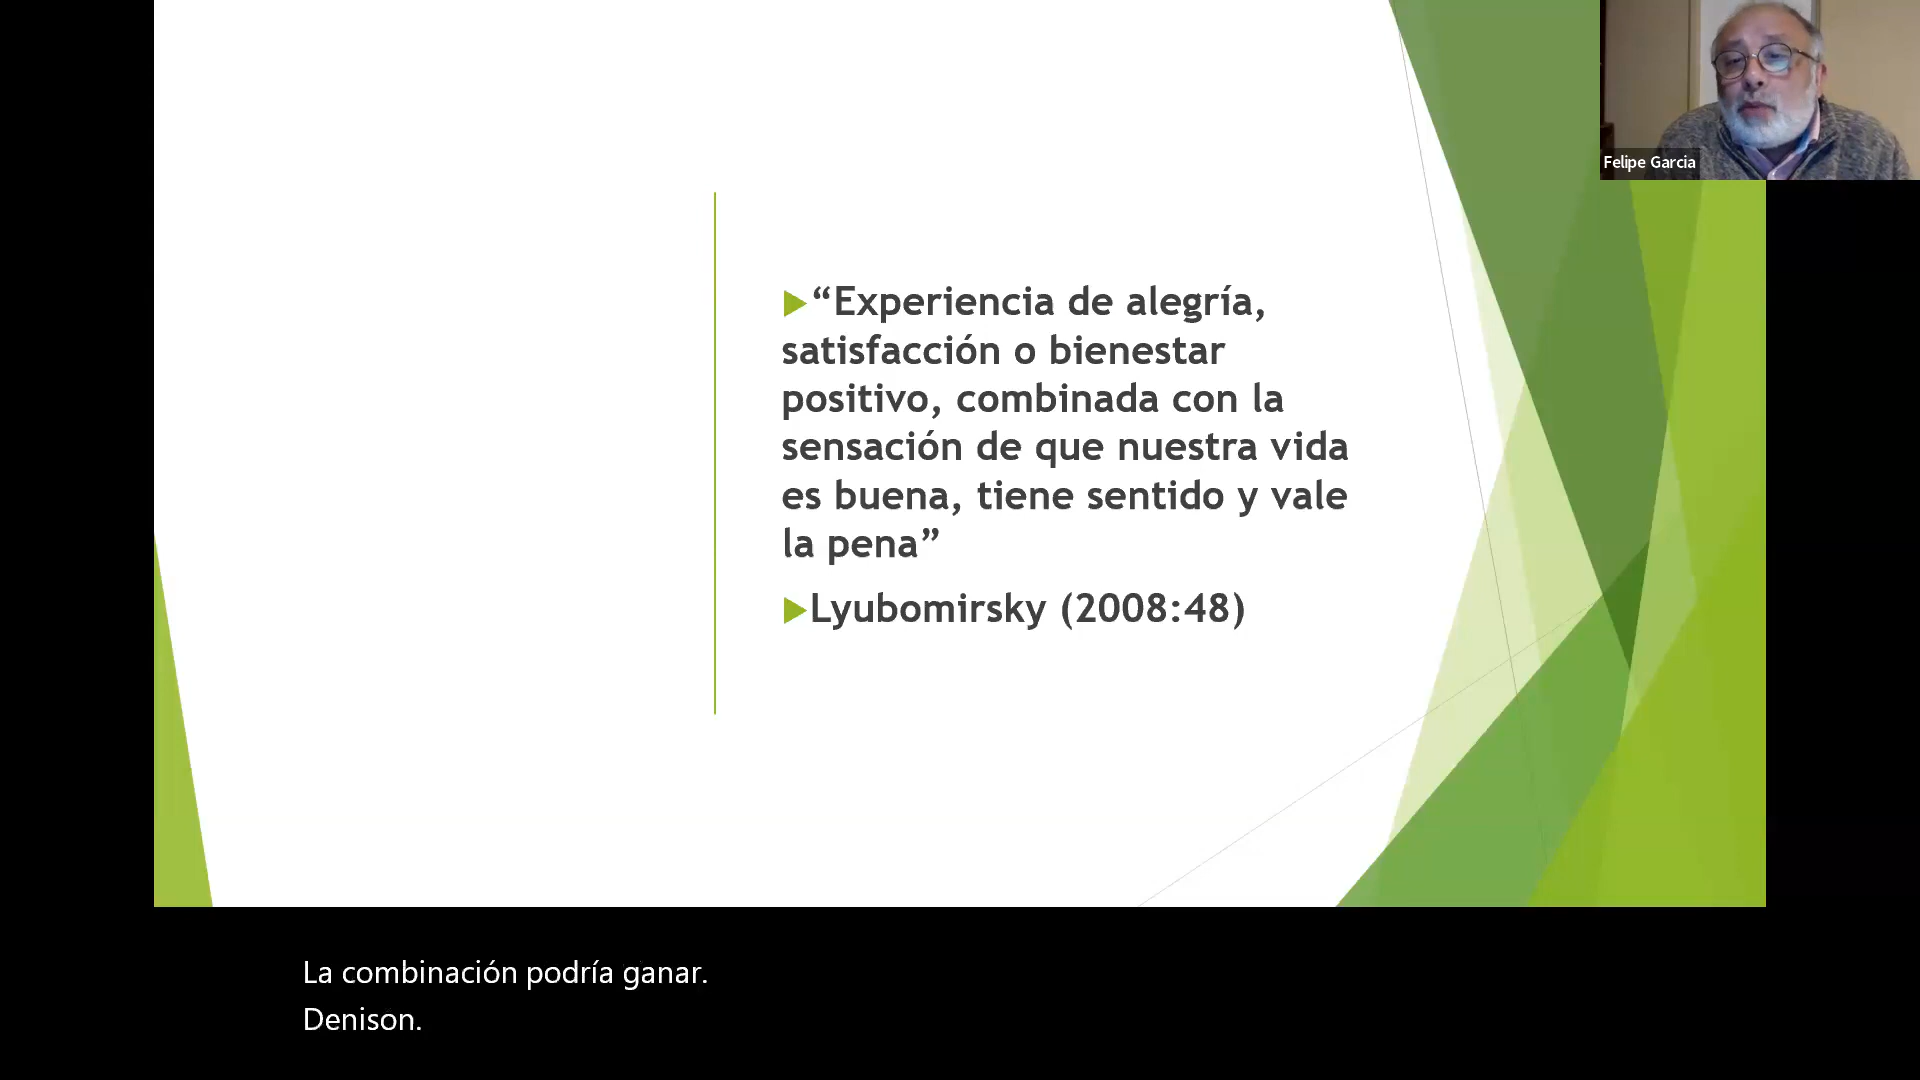 “Experiencia de alegría,
satisfacción o bienestar
positivo, combinada con la
sensación de que nuestra vida
es buena, tiene sentido y vale
la pena”
Lyubomirsky (2008:48)
Felipe Garcia
La combinación podría ganar.
Denison.